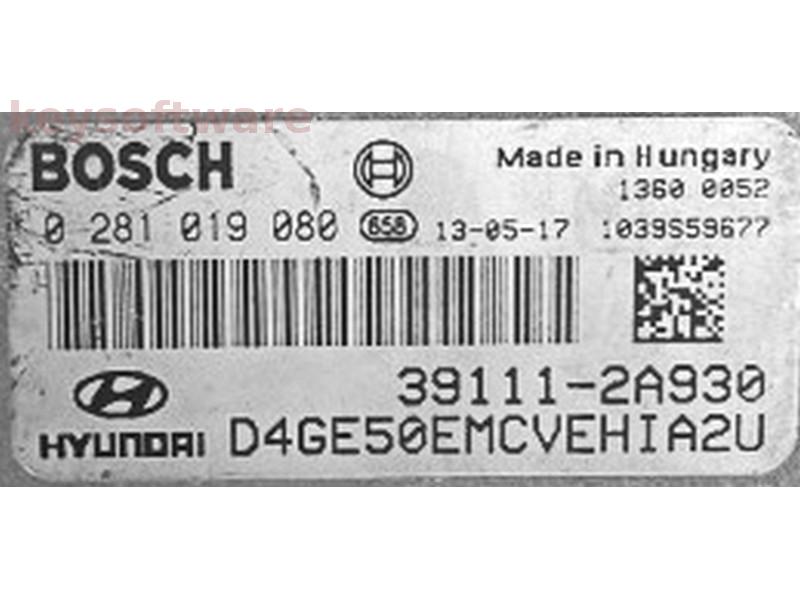 keysoftware
BOSCH
Made in Hungary
1360 0052
0 281 019 080 658 13-05-17 1039S59677
39111-2A930
HYUNDAI D4GE50EMCVEHIA2U